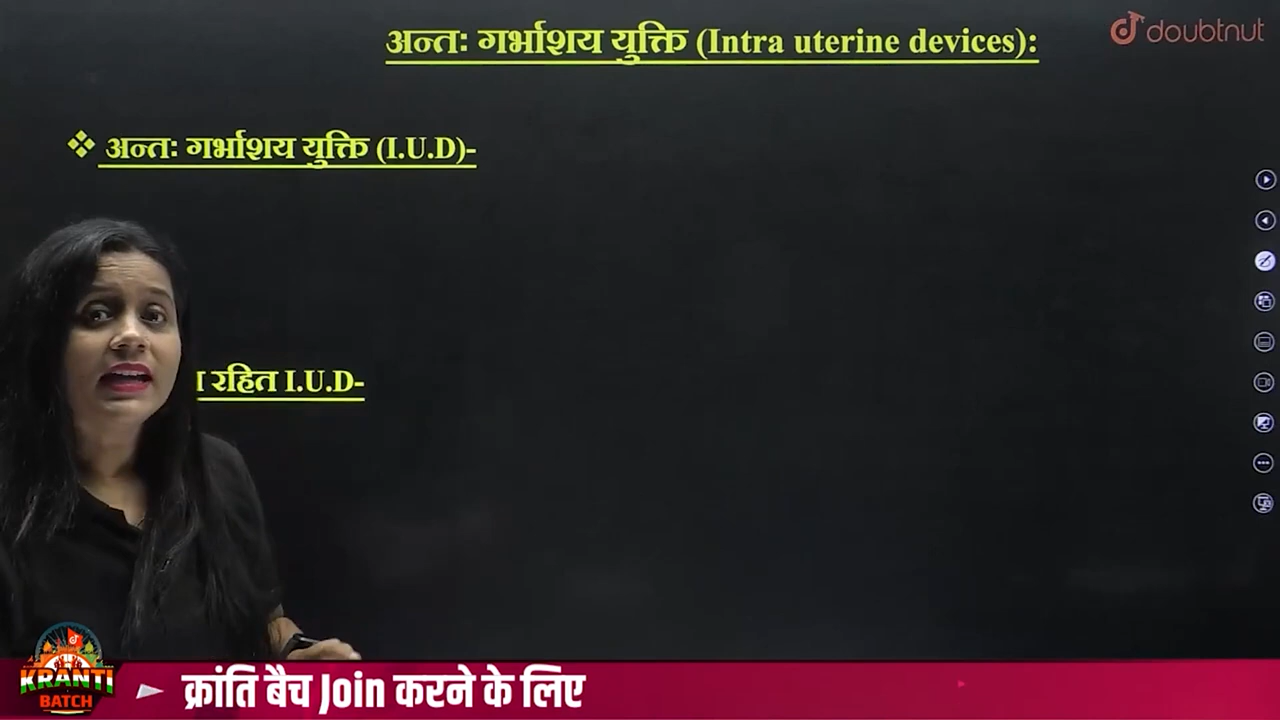 अन्तः गर्भाशय युक्ति (Intra uterine devices):
doubtnut
❖ अन्तः गर्भाशय युक्ति (I.U.D)-
रहित I.U.D-
KRANTI
BATCH
क्रांति बैच Join करने के लिए